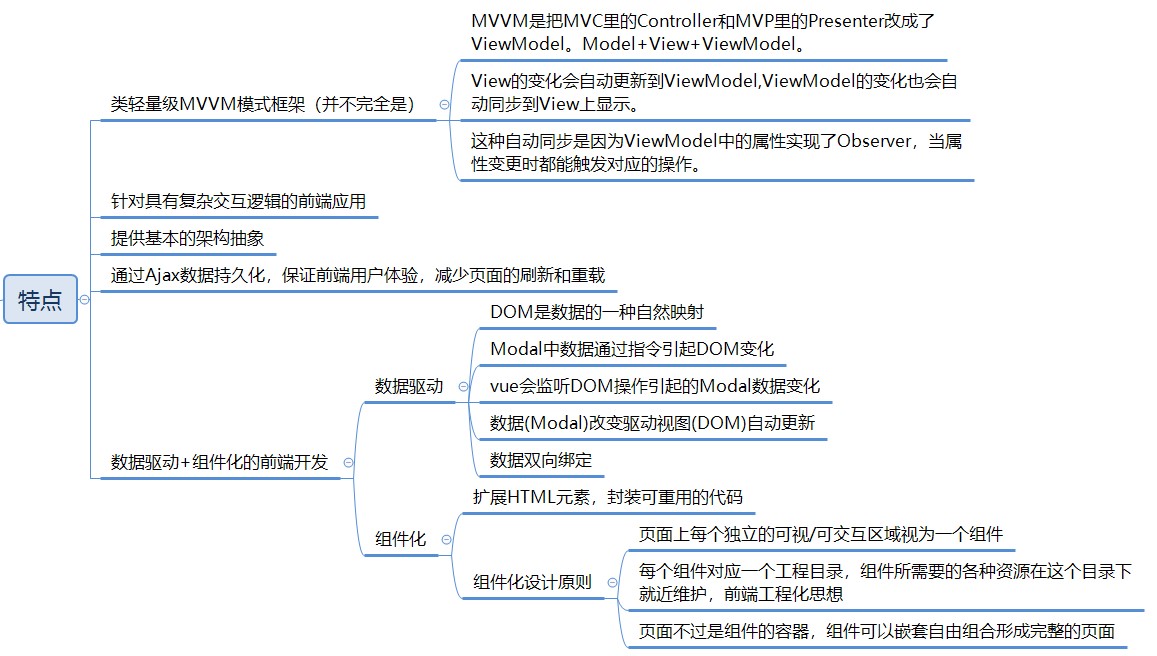 MVVM是把MVC里的Controller和MVP里的Presenter改成了
ViewModel。Model+View+ViewModel。
类轻量级MVVM模式框架（并不完全是）
View的变化会自动更新到ViewModel,ViewModel的变化也会自
动同步到View上显示。
这种自动同步是因为ViewModel中的属性实现了Observer，当属
性变更时都能触发对应的操作。
针对具有复杂交互逻辑的前端应用
提供基本的架构抽象
通过Ajax数据持久化，保证前端用户体验，减少页面的刷新和重载
特点
DOM是数据的一种自然映射
Modal中数据通过指令引起DOM变化
数据驱动
vue会监听DOM操作引起的Modal数据变化
数据(Modal)改变驱动视图(DOM)自动更新
数据双向绑定
数据驱动+组件化的前端开发
扩展HTML元素，封装可重用的代码
组件化
页面上每个独立的可视/可交互区域视为一个组件
组件化设计原则
每个组件对应一个工程目录，组件所需要的各种资源在这个目录下
就近维护，前端工程化思想
页面不过是组件的容器，组件可以嵌套自由组合形成完整的页面